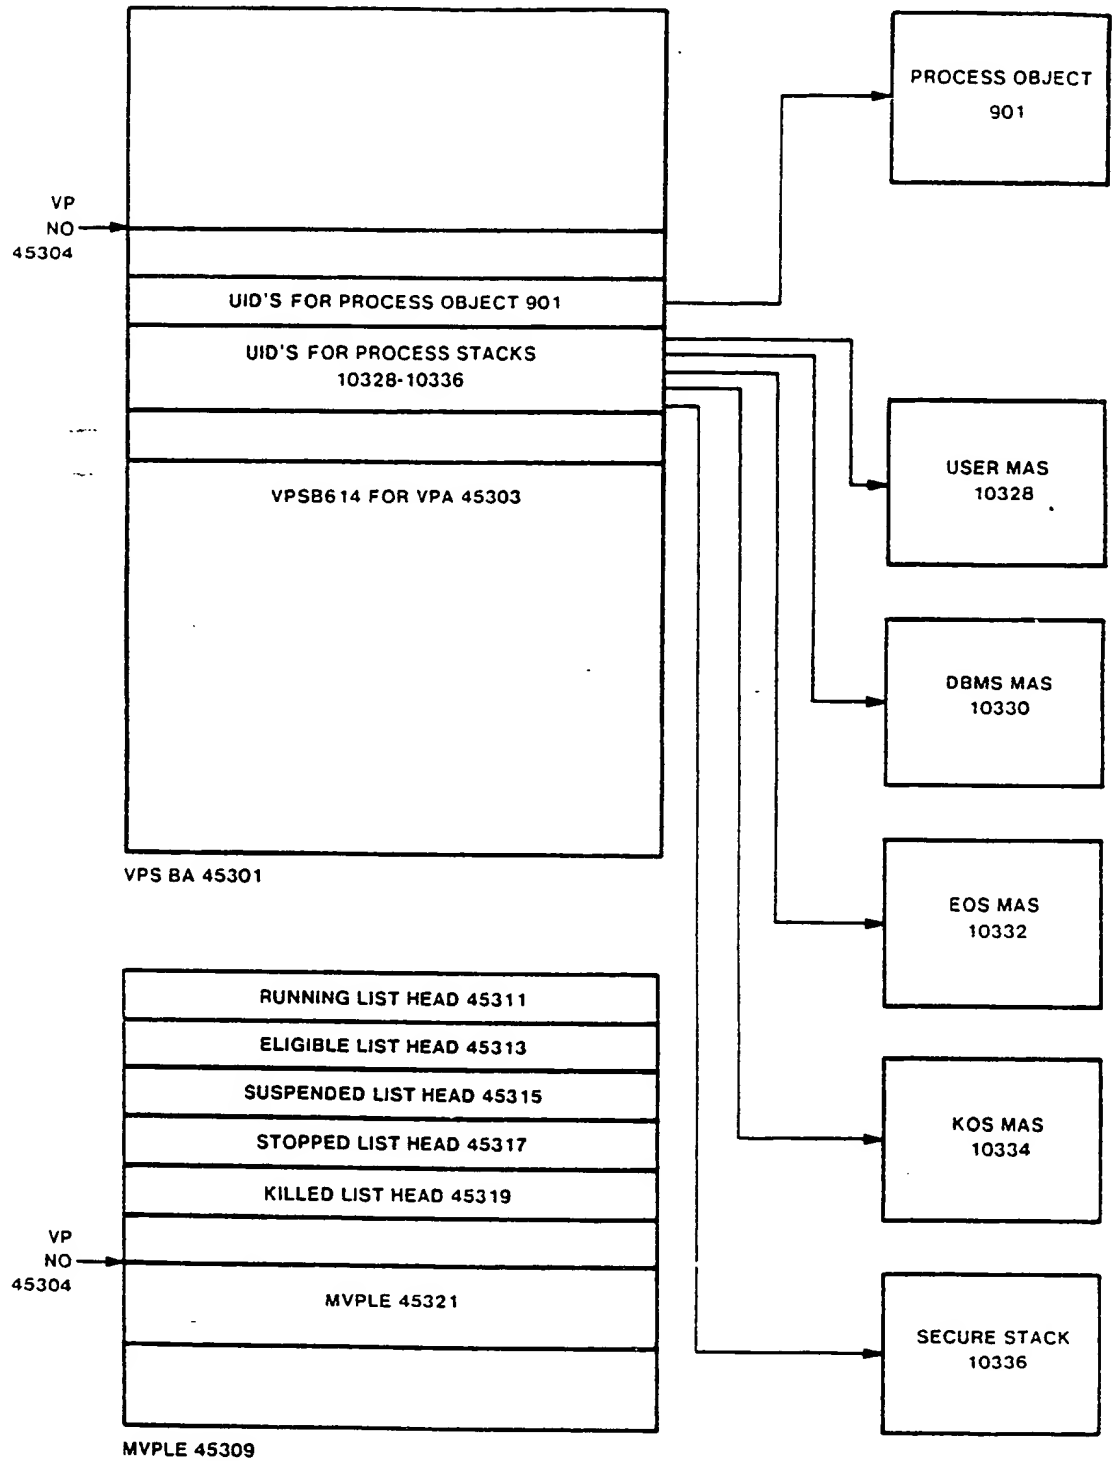 PROCESS OBJECT
901
VP
NO
45304
UID'S FOR PROCESS OBJECT 901
UID'S FOR PROCESS STACKS
10328-10336
VPSB614 FOR VPA 45303
USER MAS
10328
DBMS MAS
10330
VPS BA 45301
EOS MAS
10332
RUNNING LIST HEAD 45311
ELIGIBLE LIST HEAD 45313
SUSPENDED LIST HEAD 45315
STOPPED LIST HEAD 45317
KILLED LIST HEAD 45319
KOS MAS
10334
VP
NO
45304
MVPLE 45321
SECURE STACK
10336
MVPLE 45309